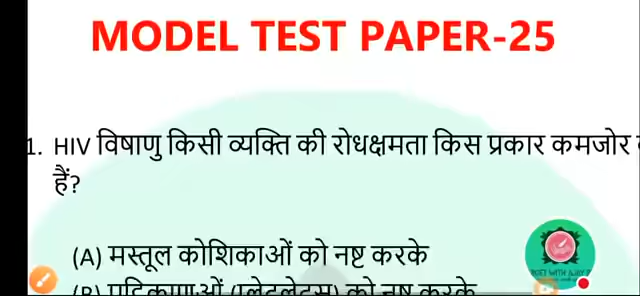 MODEL TEST PAPER-25
1. HIV विषाणु किसी व्यक्ति की रोधक्षमता किस प्रकार कमजोर
हैं?
(A) मस्तूल कोशिकाओं को नष्ट करके